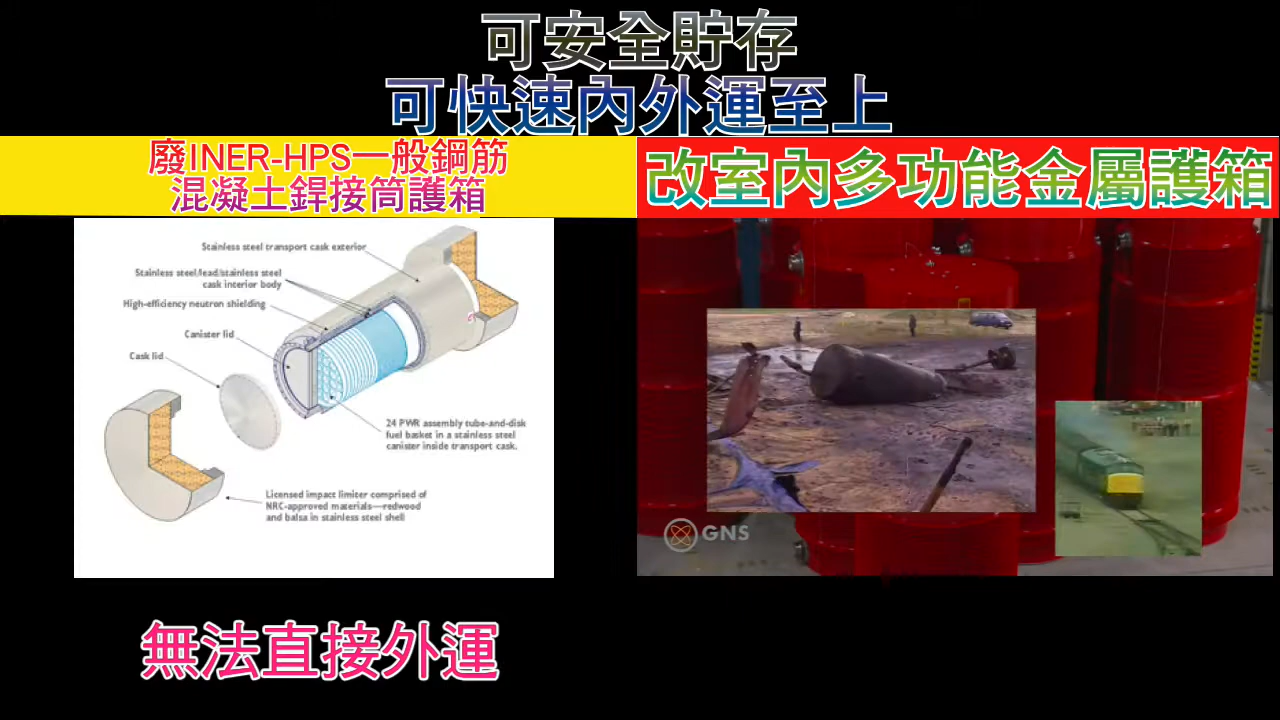 可安全貯存
可快速內外運至上
廢INER-HPS一般鋼筋
混凝土銲接筒護箱
改室內多功能金屬護箱
Stainless steel transport cask exterior
Stainless steel/lead/stainless steel
cask interior body
High-efficiency neutron shielding
Canister lid
Cask lid
24 PWR assembly tube-and-disk
fuel basket in a stainless steel
canister inside transport cask.
Licensed impact limiter comprised of
NRC-approved materials—redwood
and balsa in stainless steel shell
GNS
無法直接外運